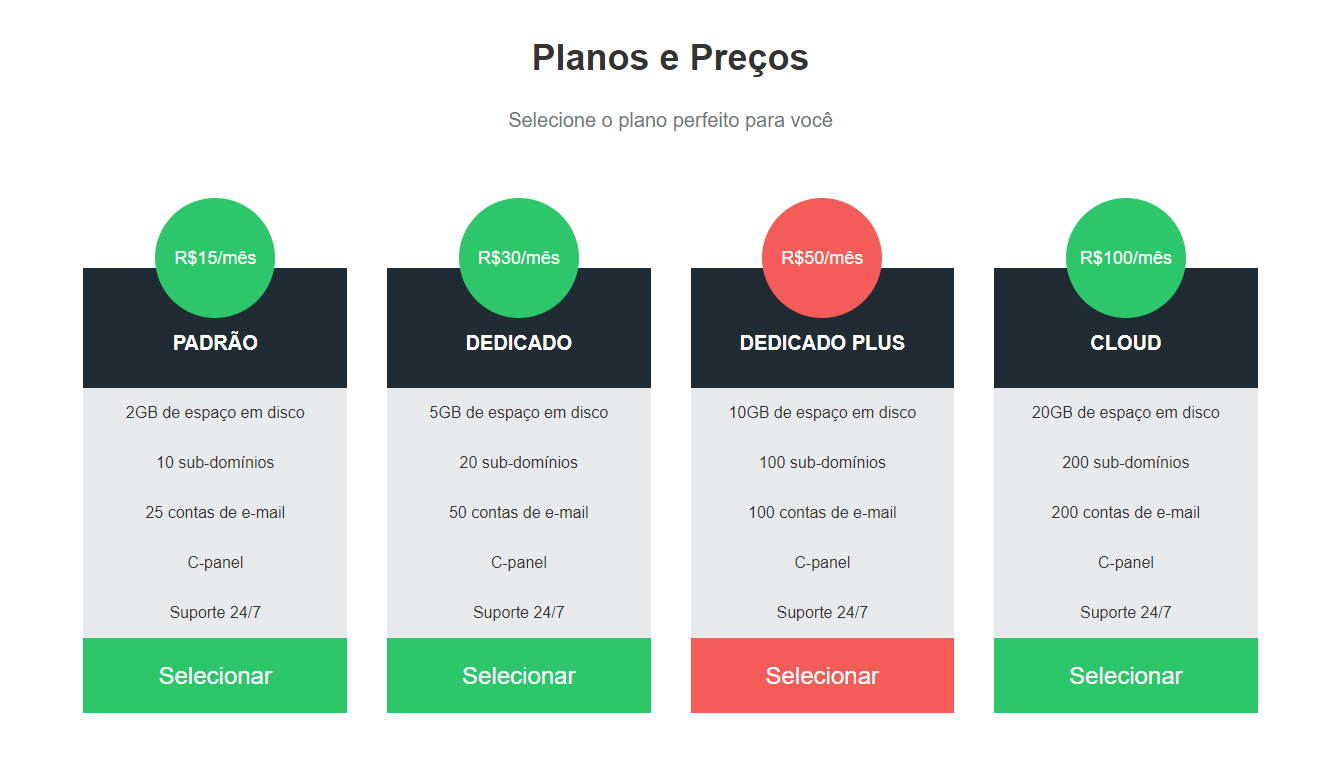 Planos e Preços
Selecione o plano perfeito para você
R$15/mês
PADRÃO
2GB de espaço em disco
10 sub-domínios
25 contas de e-mail
C-panel
Suporte 24/7
Selecionar
R$30/mês
DEDICADO
5GB de espaço em disco
20 sub-domínios
50 contas de e-mail
C-panel
Suporte 24/7
Selecionar
R$50/mês
DEDICADO PLUS
10GB de espaço em disco
100 sub-domínios
100 contas de e-mail
C-panel
Suporte 24/7
Selecionar
R$100/mês
CLOUD
20GB de espaço em disco
200 sub-domínios
200 contas de e-mail
C-panel
Suporte 24/7
Selecionar